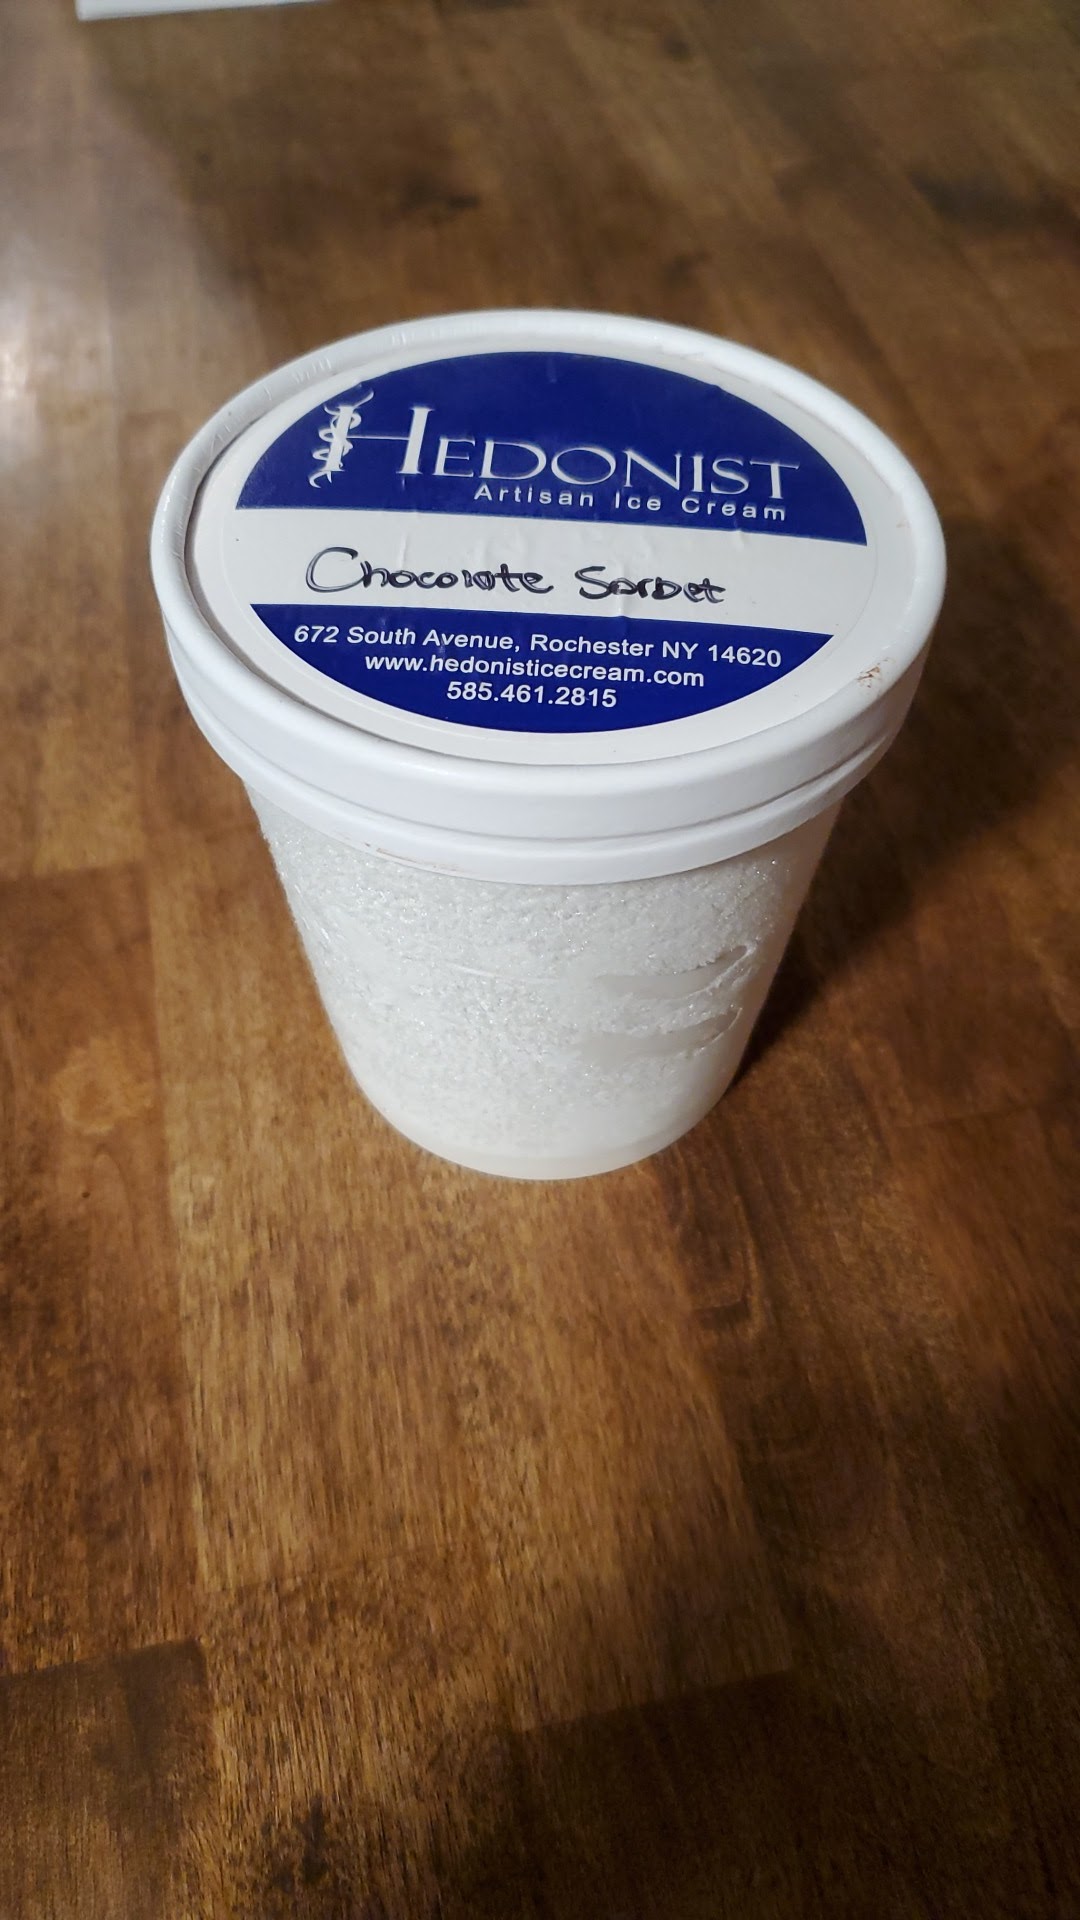 HEDONIST
Artisan Ice Cream
Chocolate Sorbet
672 South Avenue, Rochester NY 14620
www.hedonisticecream.com
585.461.2815